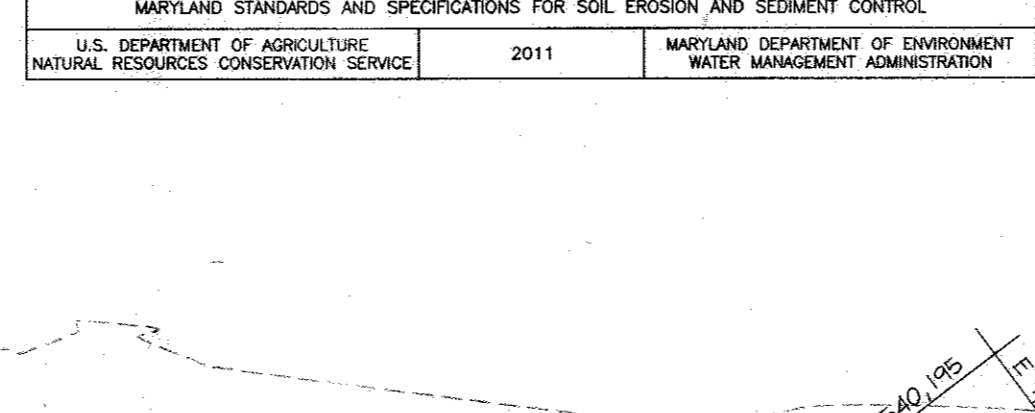 MARYLAND STANDARDS AND SPECIFICATIONS FOR SOIL EROSION AND SEDIMENT CONTROL
U.S. DEPARTMENT OF AGRICULTURE
NATURAL RESOURCES CONSERVATION SERVICE
2011
MARYLAND DEPARTMENT OF ENVIRONMENT
WATER MANAGEMENT ADMINISTRATION
40,195
E